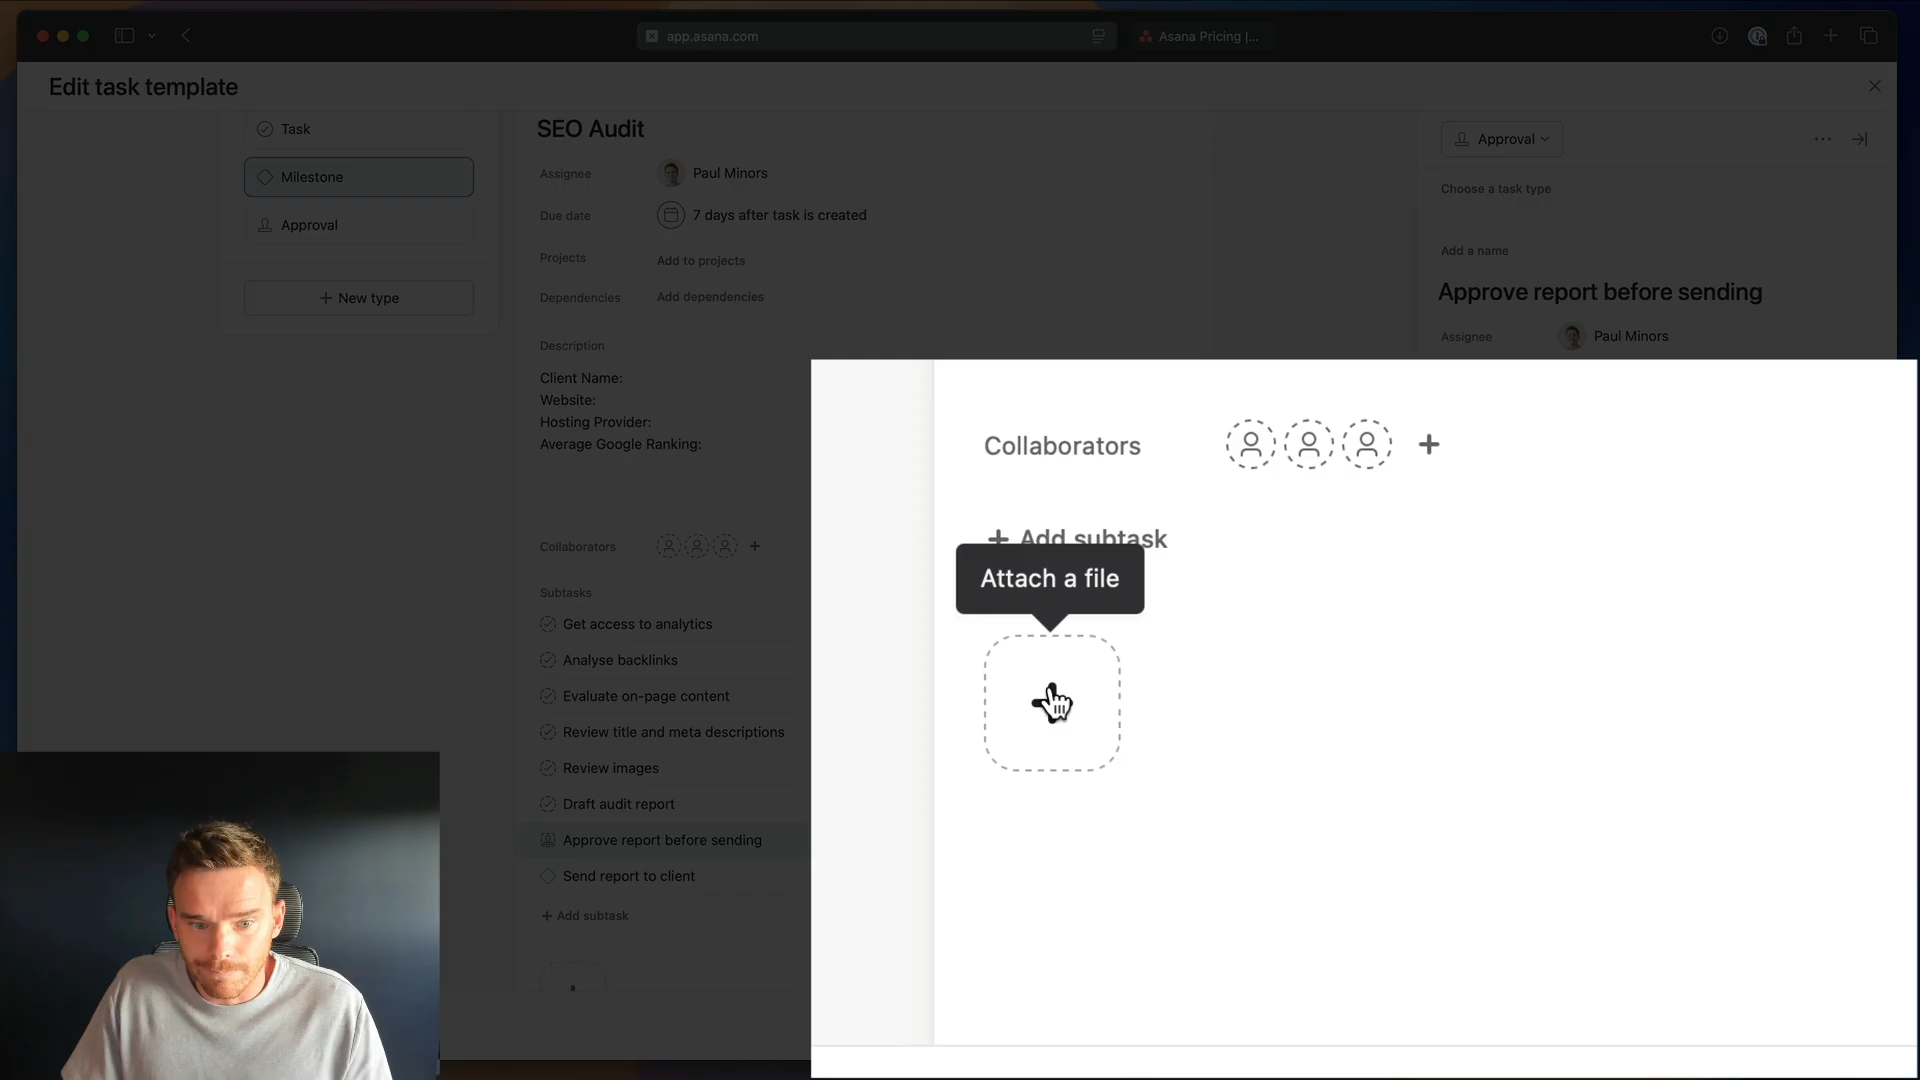 app.asana.com
Asana Pricing |...
Edit task template
Task
Milestone
Approval
+ New type
SEO Audit
Assignee
Paul Minors
Due date
7 days after task is created
Projects
Add to projects
Dependencies
Add dependencies
Description
Client Name:
Website:
Hosting Provider:
Average Google Ranking:
Collaborators
Subtasks
Get access to analytics
Analyse backlinks
Evaluate on-page content
Review title and meta descriptions
Review images
Draft audit report
Approve report before sending
Send report to client
+ Add subtask
Approval
Choose a task type
Add a name
Approve report before sending
Assignee
Paul Minors
Collaborators
+ Add subtask
Attach a file